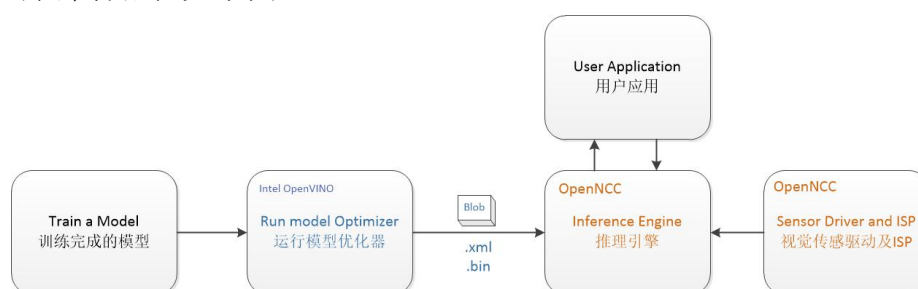 User Application
用户应用
Train a Model
训练完成的模型
Intel OpenVINO
Run model Optimizer
运行模型优化器
Blob
.xml
.bin
OpenNCC
Inference Engine
推理引擎
OpenNCC
Sensor Driver and ISP
视觉传感驱动及ISP